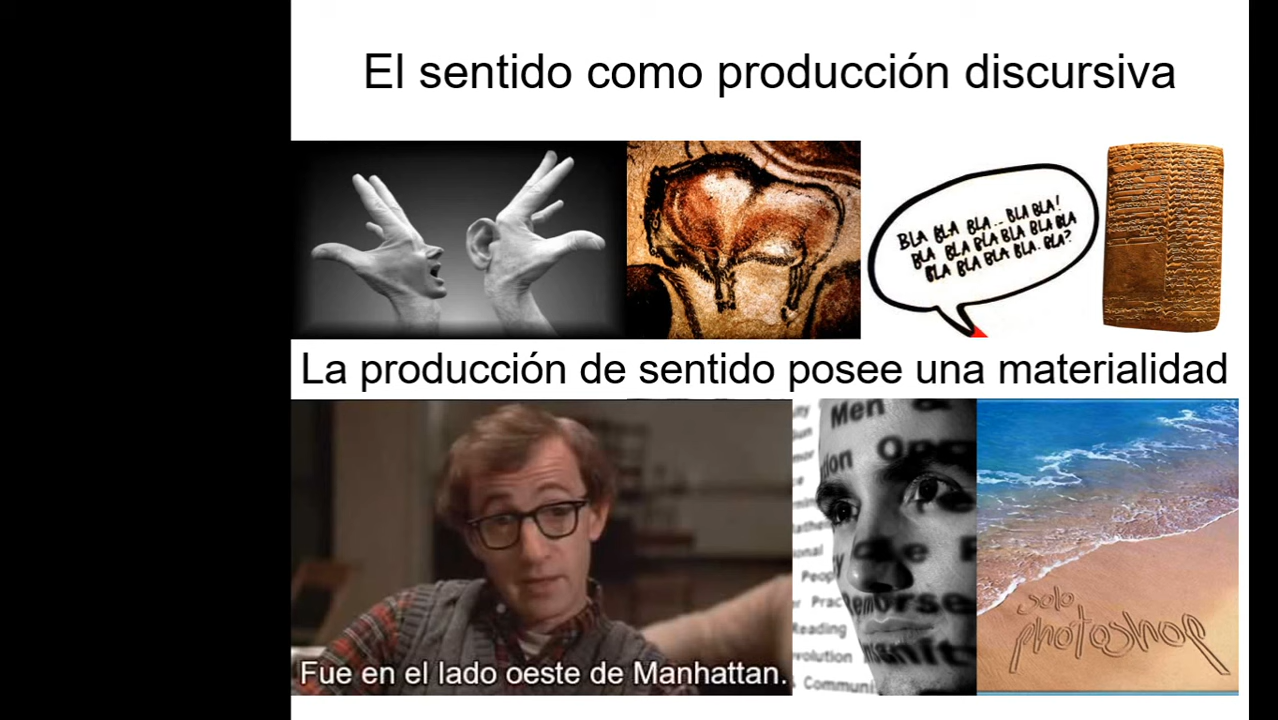 El sentido como producción discursiva
BLA BLA BLA... BLA BLA!
BLA BLA BLA BLA BLA BLA
BLA BLA BLA BLA. BLA?
La producción de sentido posee una materialidad
Fue en el lado oeste de Manhattan.
Men
People
Reading
solo
photoshop